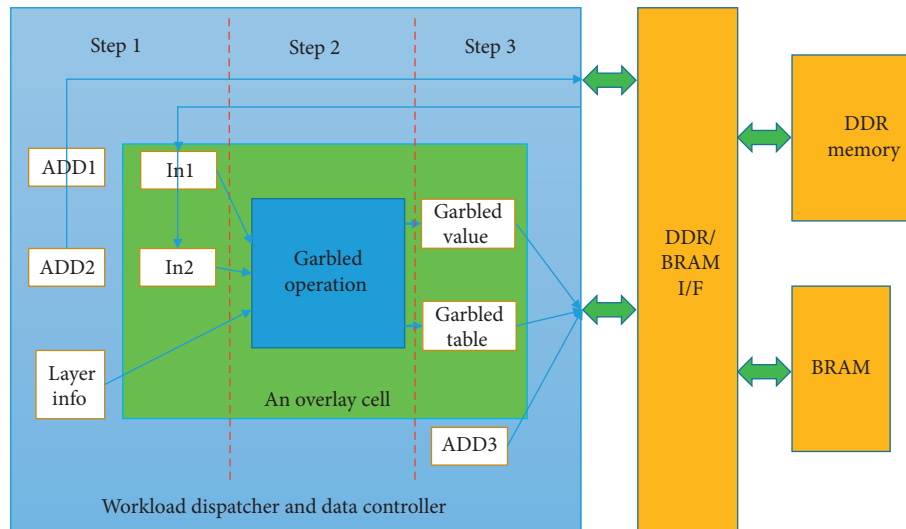 Step 1
Step 2
Step 3
ADD1
In1
ADD2
In2
Layer
info
Garbled
operation
Garbled
value
Garbled
table
An overlay cell
ADD3
Workload dispatcher and data controller
DDR/
BRAM
I/F
DDR
memory
BRAM